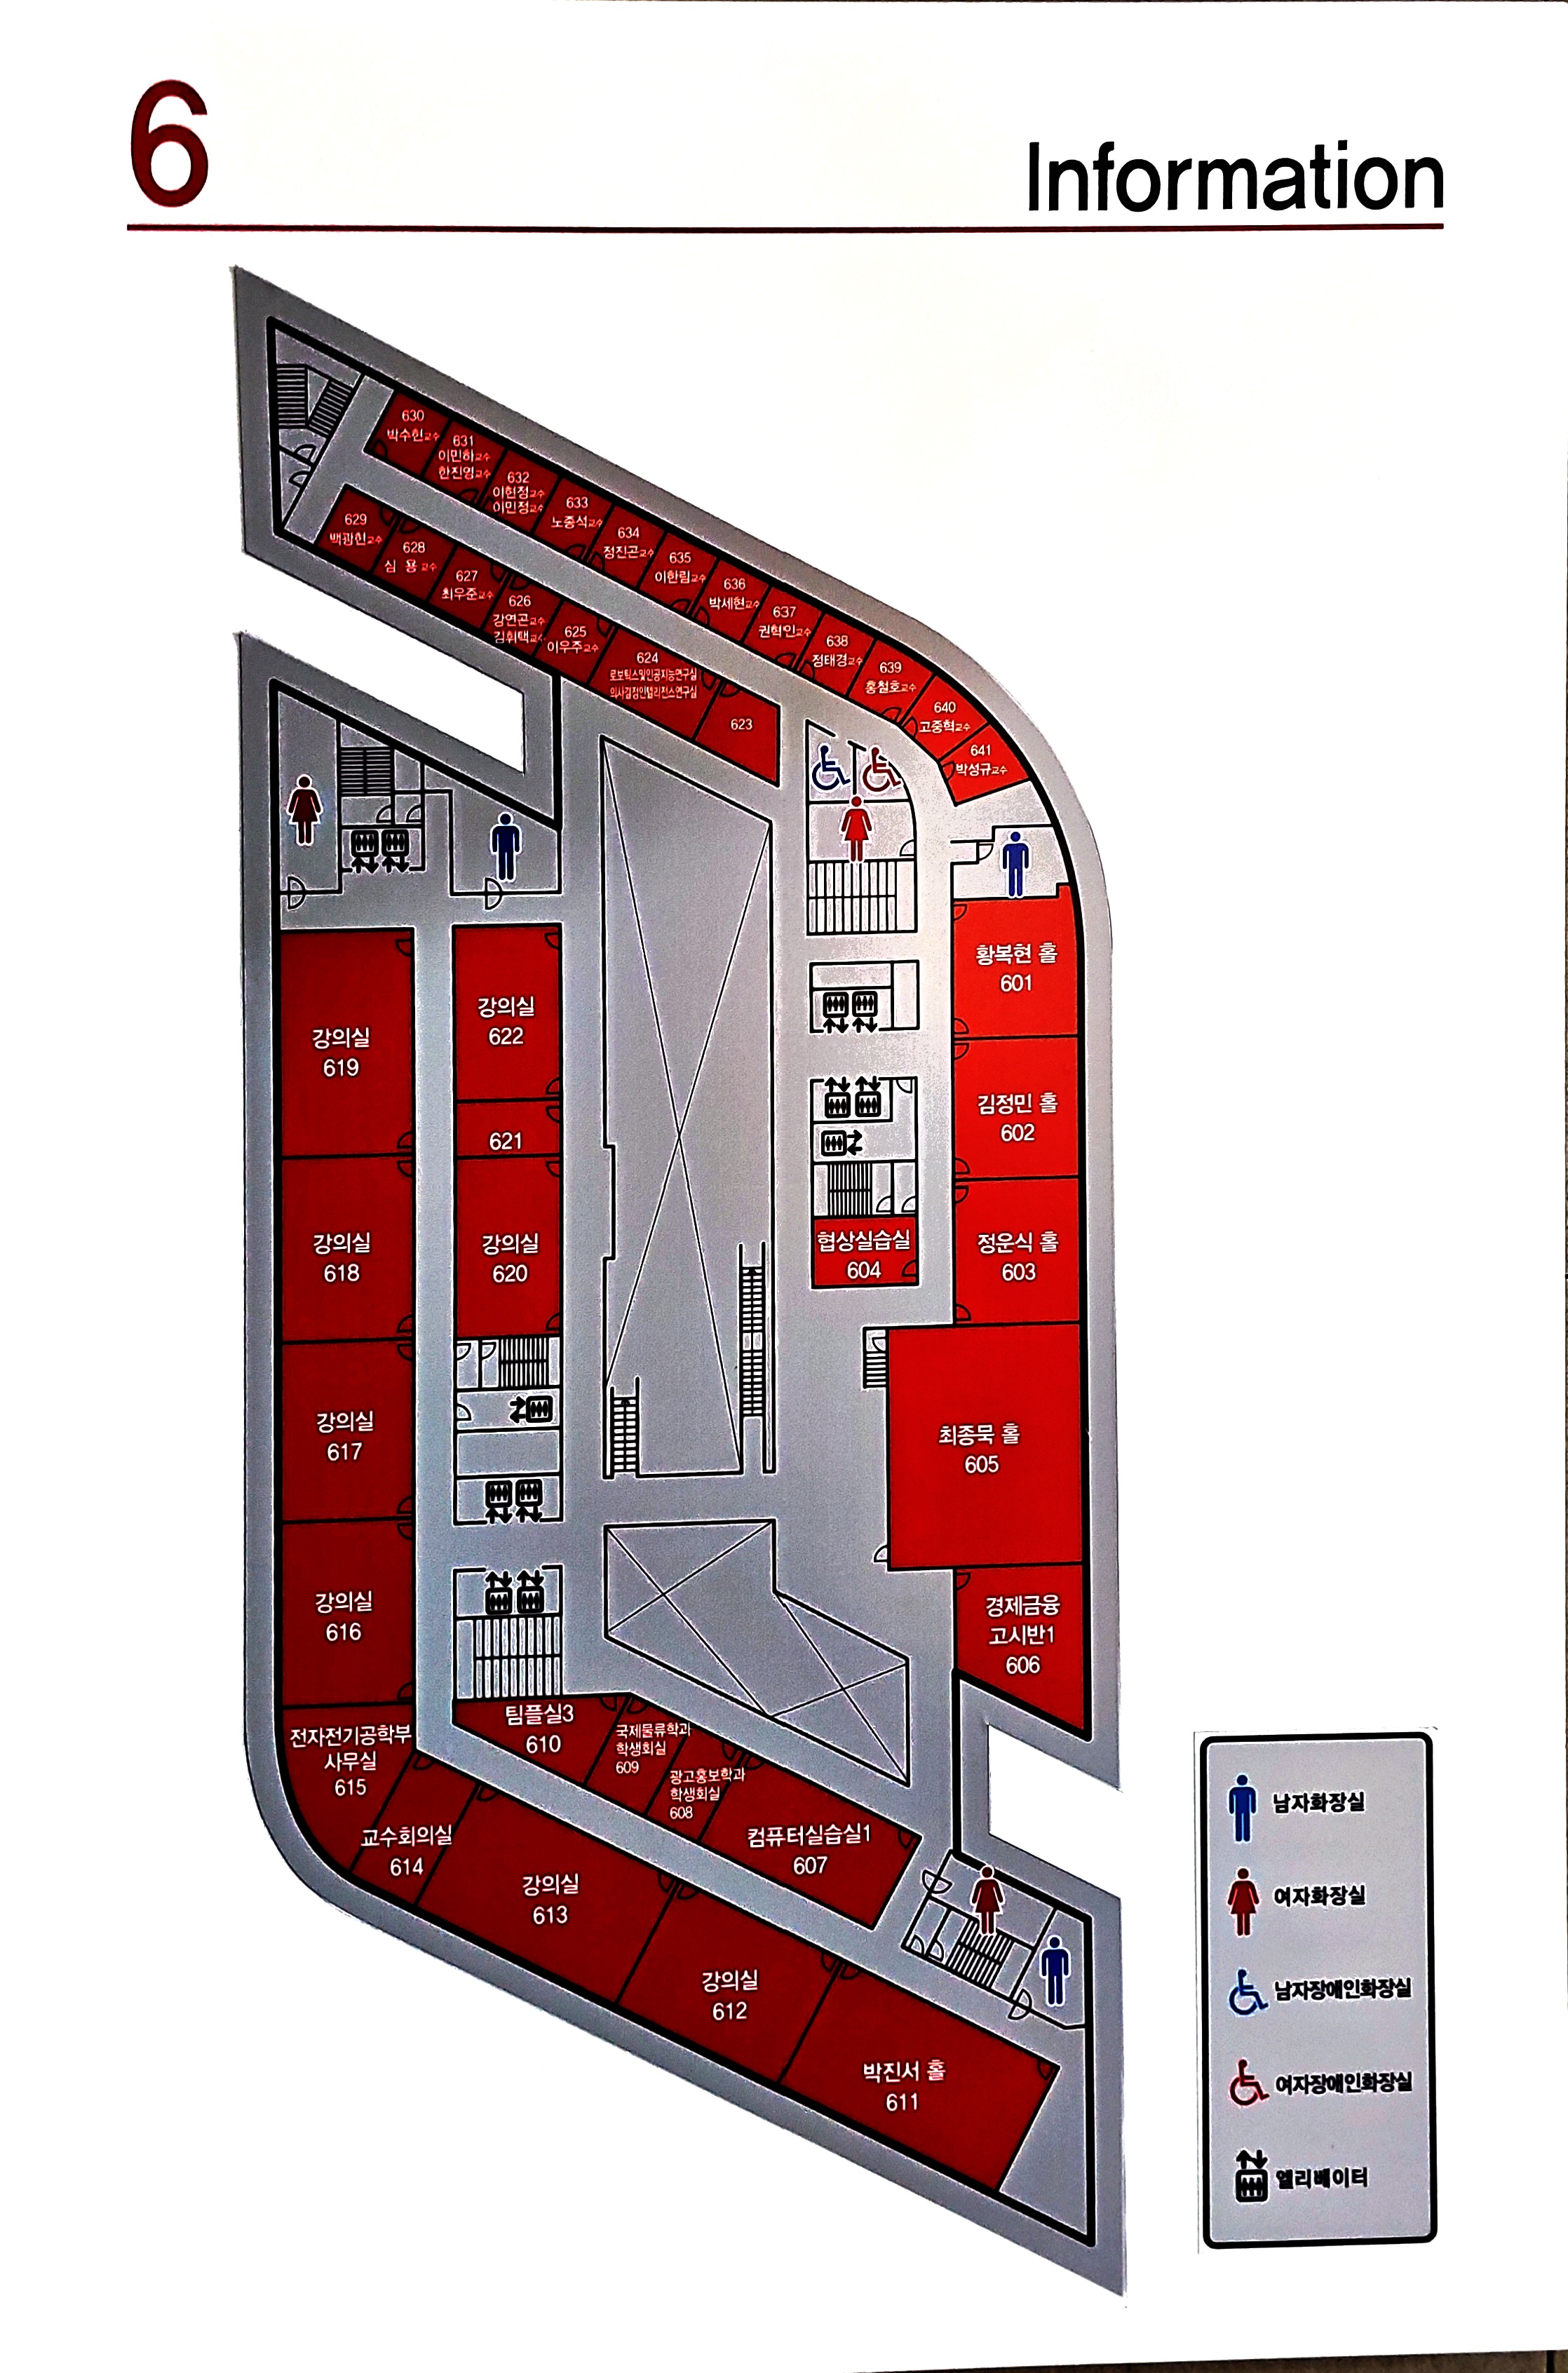 6
Information
630
박수헌교수
631
이민하교수
한진영교수
632
이헌정교수
이민정교수
633
노종석교수
634
정진곤교수
635
이한림교수
636
박세현교수
637
권혁인교수
638
정태경교수
639
홍철호교수
640
고중혁교수
641
박성규교수
629
백광현교수
628
심 용교수
627
최우준교수
626
강연곤교수
김휘택교수
625
이우주교수
624
로보틱스및인공지능연구실
의사결정인텔리전스연구실
623
황복현 홀
601
김정민 홀
602
정운식 홀
603
협상실습실
604
최종묵 홀
605
경제금융
고시반1
606
강의실
619
강의실
622
621
강의실
618
강의실
620
강의실
617
강의실
616
전자전기공학부
사무실
615
팀플실3
610
국제물류학과
학생회실
609
광고홍보학과
학생회실
608
컴퓨터실습실1
607
교수회의실
614
강의실
613
강의실
612
박진서 홀
611
남자화장실
여자화장실
남자장애인화장실
여자장애인화장실
엘리베이터